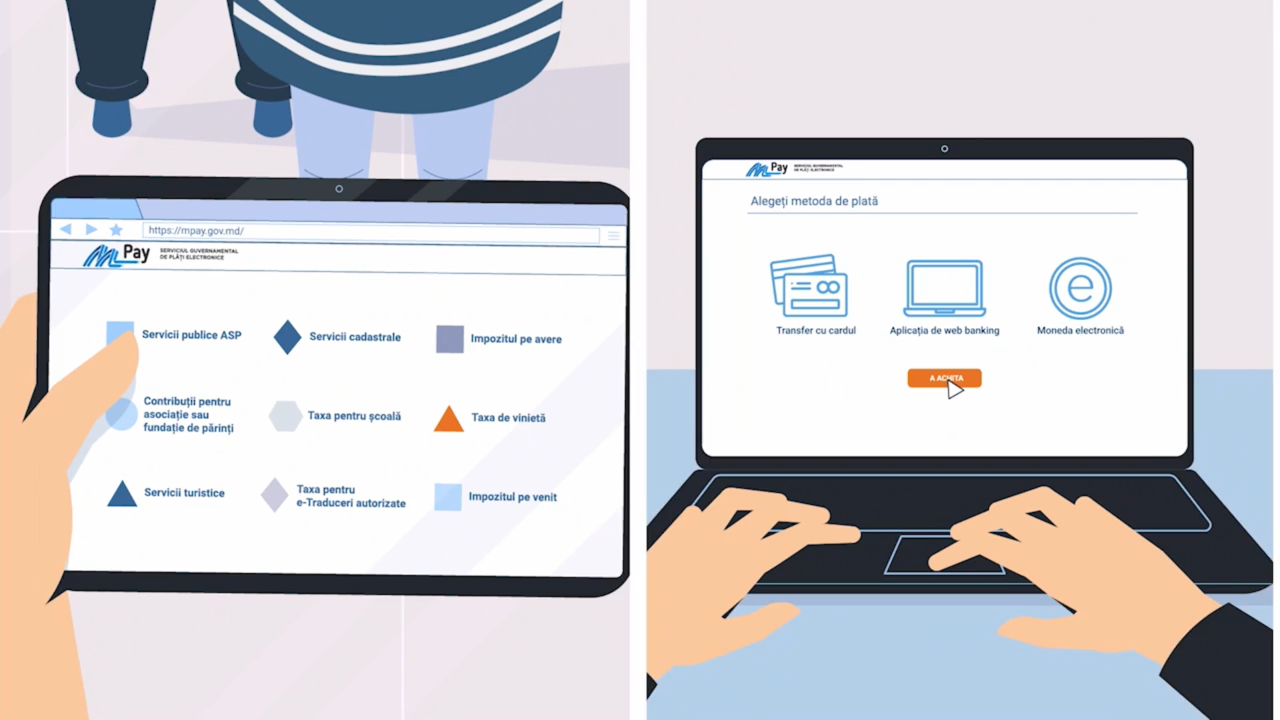 https://mpay.gov.md/
MPay
SERVICIUL GUVERNAMENTAL
DE PLĂȚI ELECTRONICE
Servicii publice ASP
Servicii cadastrale
Impozitul pe avere
Contribuții pentru
asociație sau
fundație de părinți
Taxa pentru școală
Taxa de vinietă
Servicii turistice
Taxa pentru
e-Traduceri autorizate
Impozitul pe venit
MPay
SERVICIUL GUVERNAMENTAL
DE PLĂȚI ELECTRONICE
Alegeți metoda de plată
Transfer cu cardul
Aplicația de web banking
Moneda electronică
A ACHITA